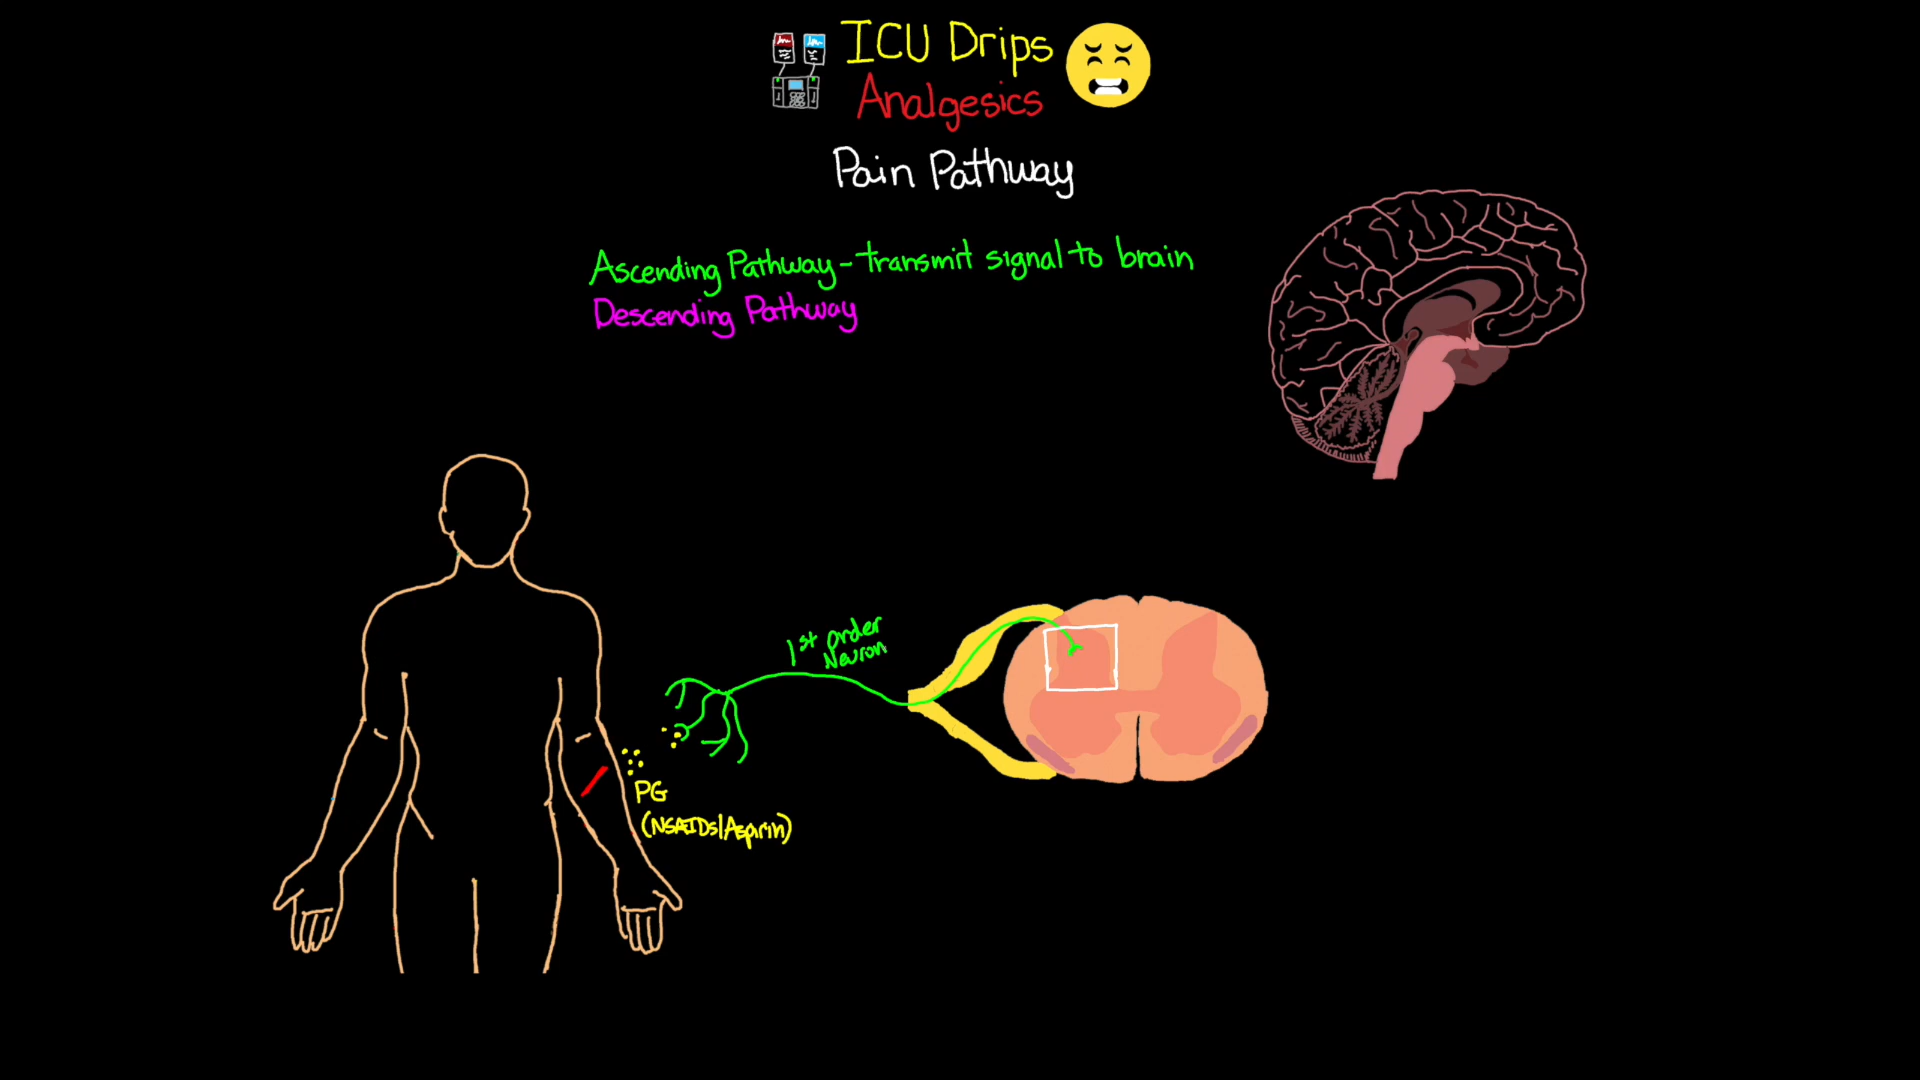 ICU Drips
Analgesics
Pain Pathway
Ascending Pathway - transmit signal to brain
Descending Pathway
1st order
Neuron
PG
(NSAIDs/Aspirin)